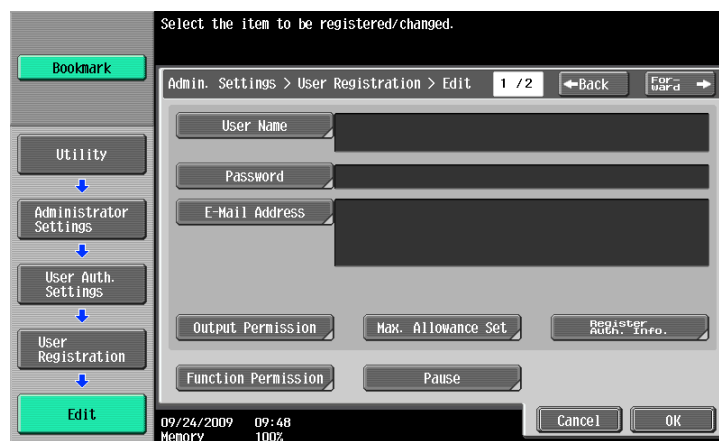 Select the item to be registered/changed.
Bookmark
Admin. Settings > User Registration > Edit 1 /2 ←Back For-
ward →
User Name
Utility
Password
Administrator
Settings
E-Mail Address
User Auth.
Settings
Output Permission Max. Allowance Set Register
Auth. Info.
User
Registration
Function Permission Pause
Edit
Cancel OK
09/24/2009 09:48
Memory 100%